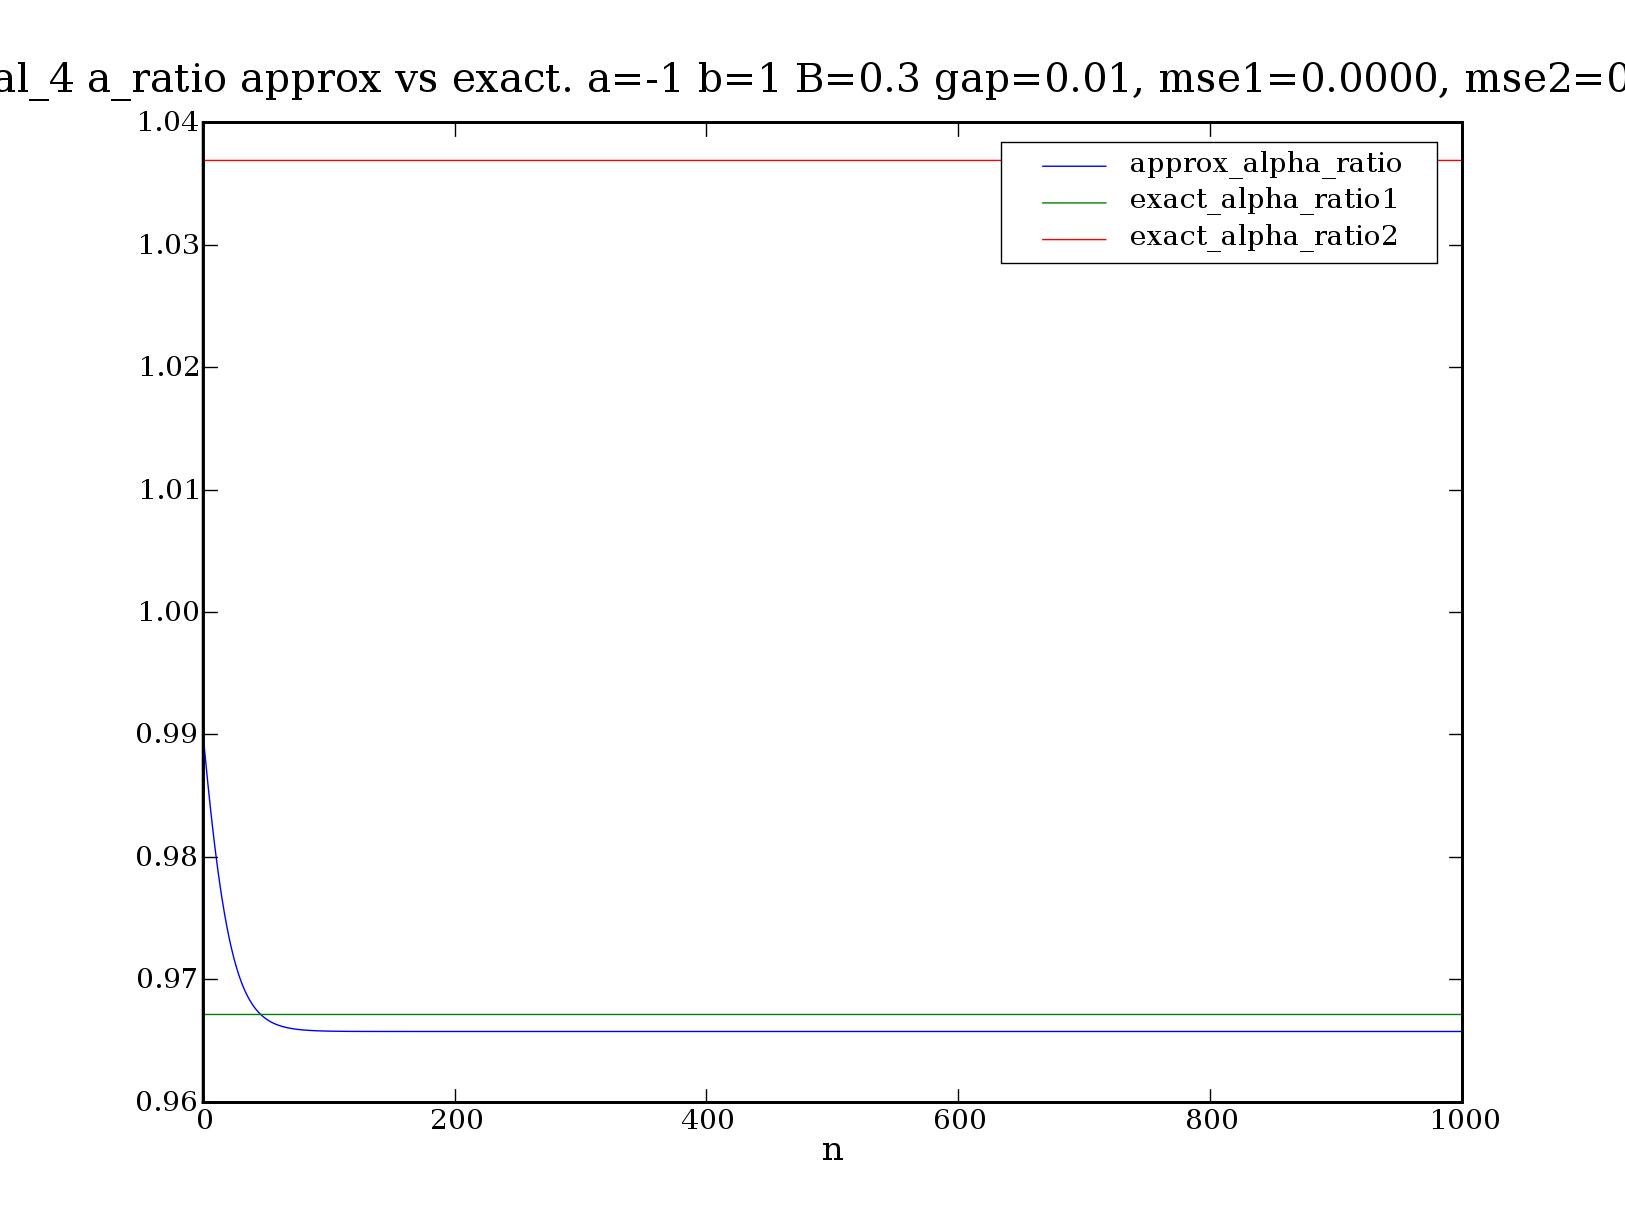 al_4 a_ratio approx vs exact. a=-1 b=1 B=0.3 gap=0.01, mse1=0.0000, mse2=0
1.04
approx_alpha_ratio
exact_alpha_ratio1
exact_alpha_ratio2
1.03
1.02
1.01
1.00
0.99
0.98
0.97
0.96
0 200 400 600 800 1000
n